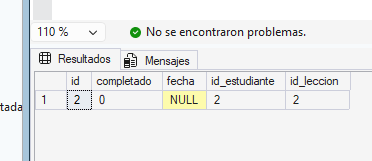 110 %
No se encontraron problemas.
Resultados Mensajes
id completado fecha id_estudiante id_leccion
tada
1 2 0 NULL 2 2